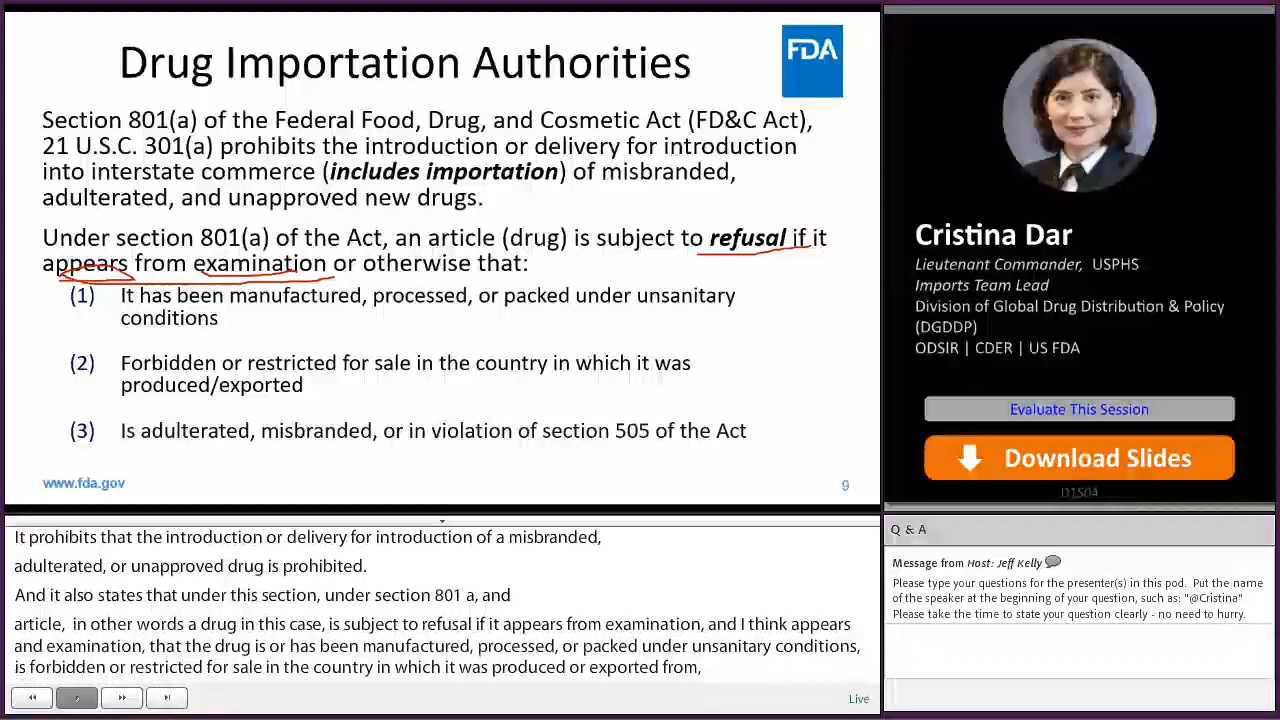 Drug Importation Authorities
FDA
Section 801(a) of the Federal Food, Drug, and Cosmetic Act (FD&C Act),
21 U.S.C. 301(a) prohibits the introduction or delivery for introduction
into interstate commerce (includes importation) of misbranded,
adulterated, and unapproved new drugs.
Under section 801(a) of the Act, an article (drug) is subject to refusal if it
appears from examination or otherwise that:
(1) It has been manufactured, processed, or packed under unsanitary
conditions
(2) Forbidden or restricted for sale in the country in which it was
produced/exported
(3) Is adulterated, misbranded, or in violation of section 505 of the Act
www.fda.gov
9
Cristina Dar
Lieutenant Commander, USPHS
Imports Team Lead
Division of Global Drug Distribution & Policy
(DGDDP)
ODSIR | CDER | US FDA
Evaluate This Session
Download Slides
D150A
It prohibits that the introduction or delivery for introduction of a misbranded,
adulterated, or unapproved drug is prohibited.
And it also states that under this section, under section 801 a, and
article, in other words a drug in this case, is subject to refusal if it appears from examination, and I think appears
and examination, that the drug is or has been manufactured, processed, or packed under unsanitary conditions,
is forbidden or restricted for sale in the country in which it was produced or exported from,
Live
Q & A
Message from Host: Jeff Kelly
Please type your questions for the presenter(s) in this pod. Put the name
of the speaker at the beginning of your question, such as: "@Cristina"
Please take the time to state your question clearly - no need to hurry.